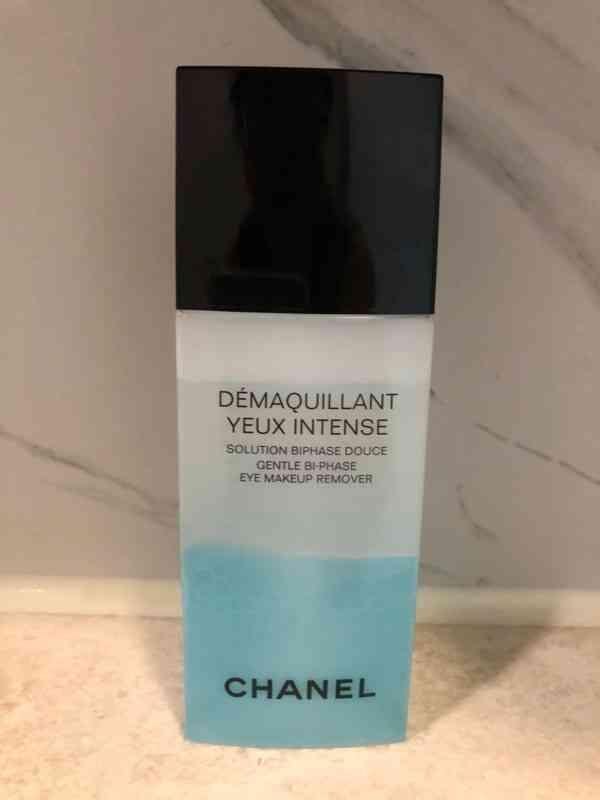 DÉMAQUILLANT
YEUX INTENSE
SOLUTION BIPHASE DOUCE
GENTLE BI-PHASE
EYE MAKEUP REMOVER
CHANEL